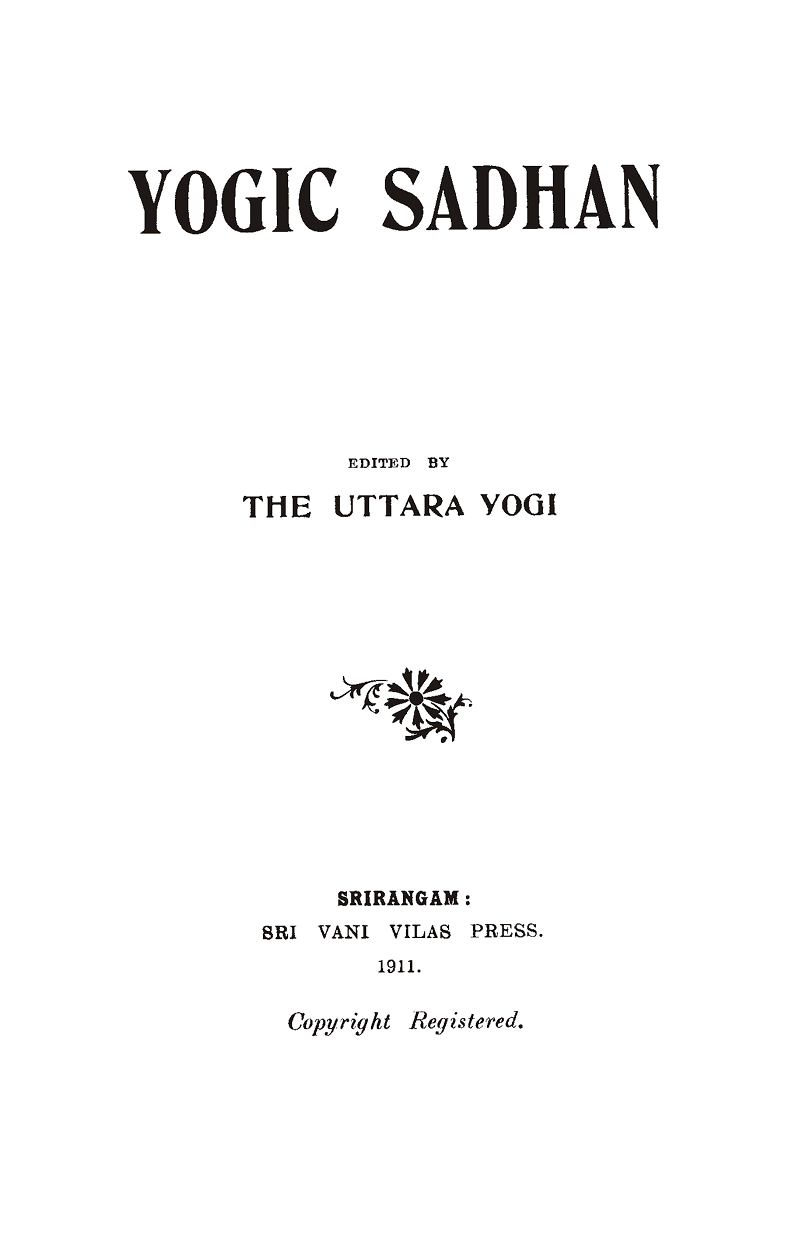 YOGIC SADHAN
EDITED BY
THE UTTARA YOGI
SRIRANGAM:
SRI VANI VILAS PRESS.
1911.
Copyright Registered.